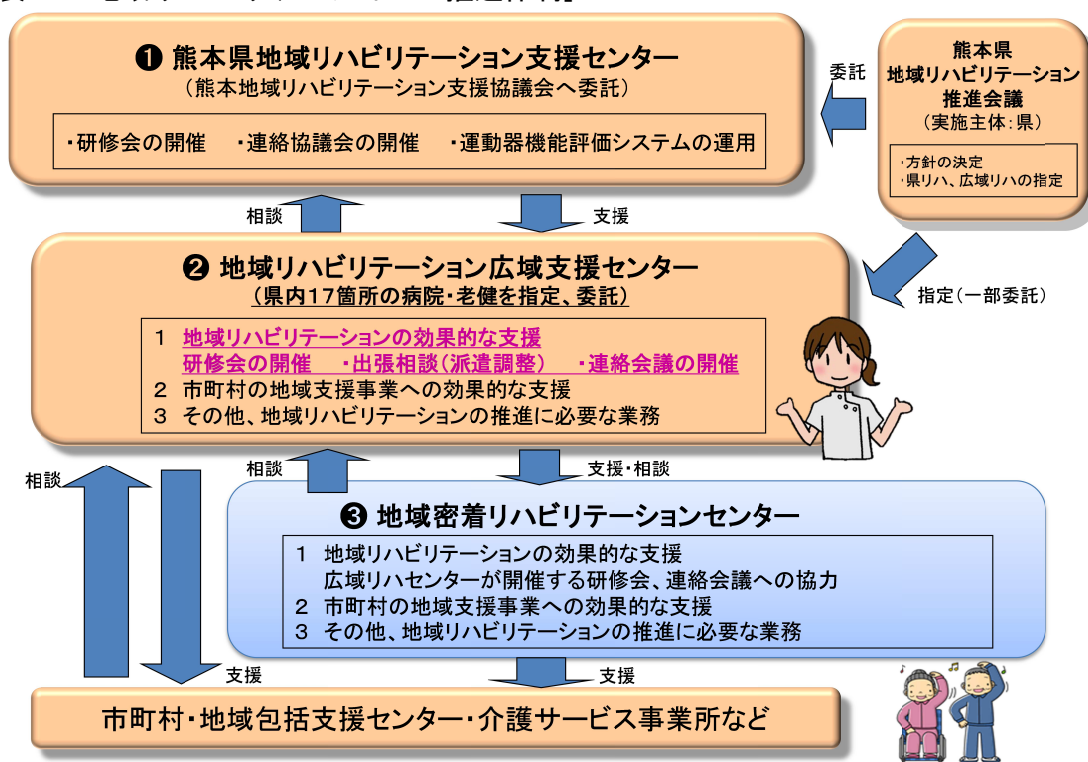 ❶ 熊本県地域リハビリテーション支援センター
(熊本地域リハビリテーション支援協議会へ委託)
・研修会の開催 ・連絡協議会の開催 ・運動器機能評価システムの運用
委託
熊本県
地域リハビリテーション
推進会議
(実施主体:県)
・方針の決定
・県リハ、広域リハの指定
相談
支援
指定(一部委託)
❷ 地域リハビリテーション広域支援センター
(県内17箇所の病院・老健を指定、委託)
1 地域リハビリテーションの効果的な支援
研修会の開催 ・出張相談(派遣調整) ・連絡会議の開催
2 市町村の地域支援事業への効果的な支援
3 その他、地域リハビリテーションの推進に必要な業務
相談
相談
支援・相談
❸ 地域密着リハビリテーションセンター
1 地域リハビリテーションの効果的な支援
広域リハセンターが開催する研修会、連絡会議への協力
2 市町村の地域支援事業への効果的な支援
3 その他、地域リハビリテーションの推進に必要な業務
支援
支援
市町村・地域包括支援センター・介護サービス事業所など